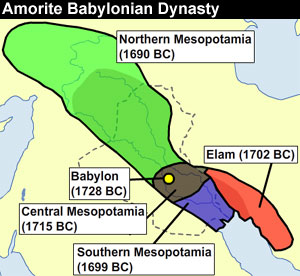 Amorite Babylonian Dynasty
Northern Mesopotamia
(1690 BC)
Elam (1702 BC)
Babylon
(1728 BC)
Central Mesopotamia
(1715 BC)
Southern Mesopotamia
(1699 BC)